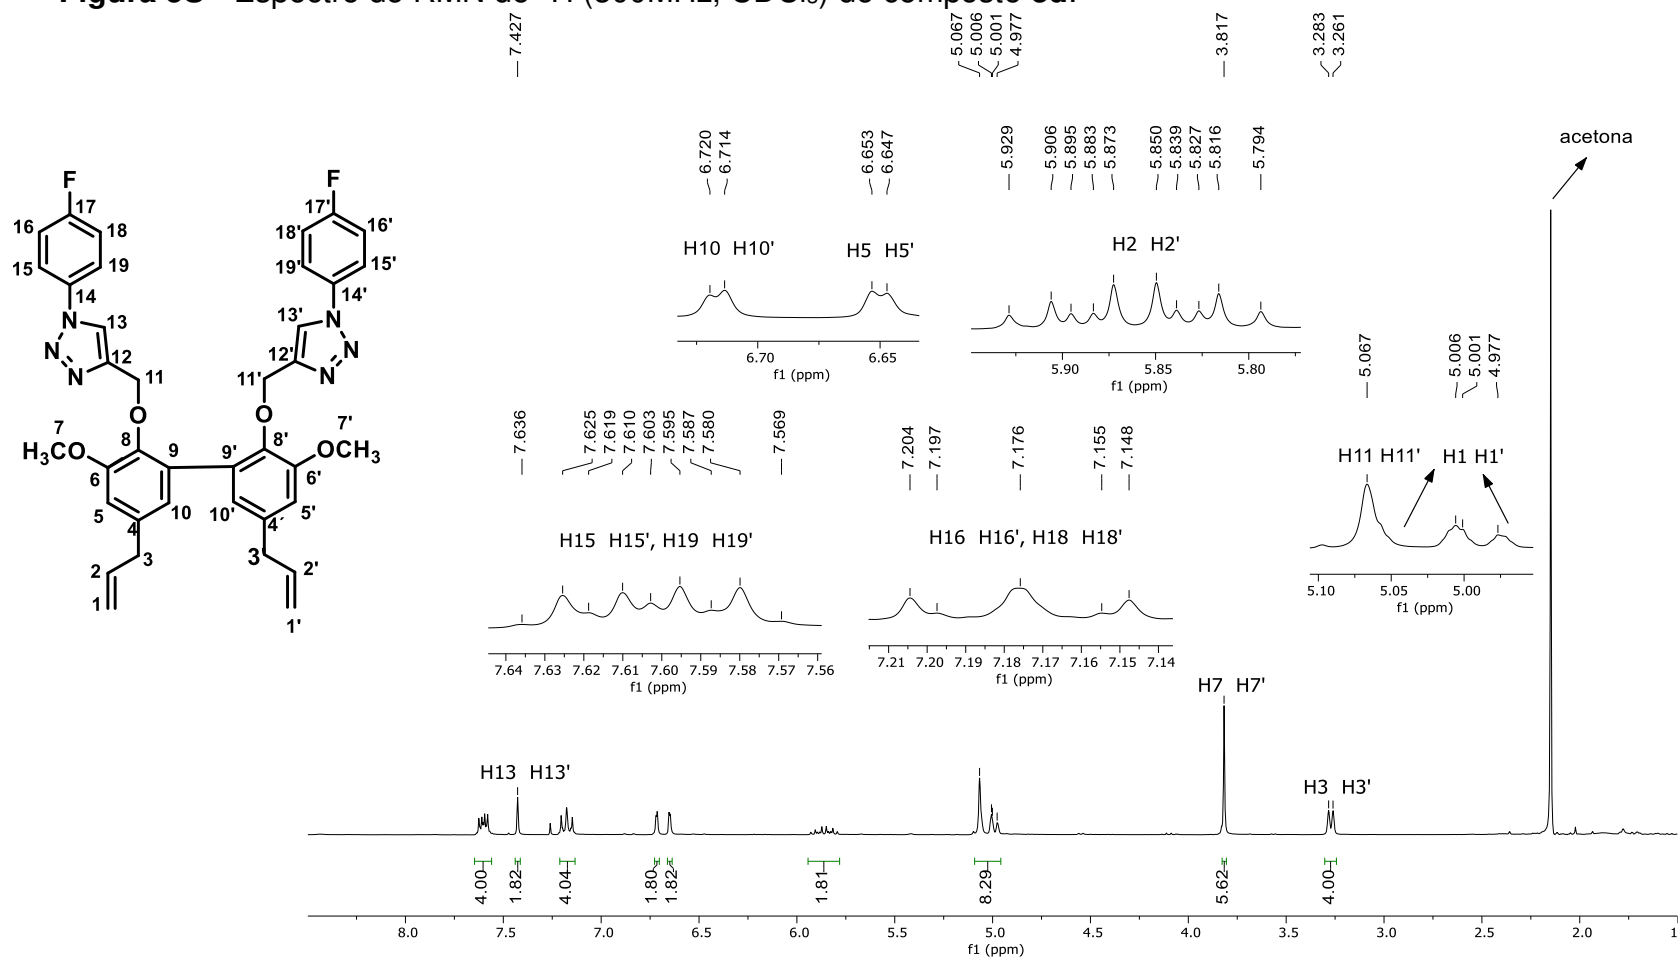 7.427
5.067
5.006
5.001
4.977
3.817
3.283
3.261
6.720
6.714
6.653
6.647
5.929
5.906
5.895
5.883
5.873
5.850
5.839
5.827
5.816
5.794
acetona
H10 H10'
H5 H5'
H2 H2'
6.70
6.65
f1 (ppm)
5.90
5.85
5.80
f1 (ppm)
5.067
5.006
5.001
4.977
H11 H11'
H1 H1'
5.10
5.05
5.00
f1 (ppm)
7.636
7.625
7.619
7.610
7.603
7.595
7.587
7.580
7.569
7.204
7.197
7.176
7.155
7.148
H15 H15', H19 H19'
H16 H16', H18 H18'
7.64 7.63 7.62 7.61 7.60 7.59 7.58 7.57 7.56
f1 (ppm)
7.21 7.20 7.19 7.18 7.17 7.16 7.15 7.14
f1 (ppm)
F
17
16
18
15
19
14
N
13
N
N
12
11
O
7
H3CO
8
9
6
5
10
4
3
2
1
F
17'
18'
16'
19'
15'
14'
13'
N
12'
N
N
11'
O
7'
8'
OCH3
9'
6'
10'
5'
4´
3'
2'
1'
H13 H13'
H7 H7'
H3 H3'
4.00
1.82
4.04
1.80
1.82
1.81
8.29
5.62
4.00
8.0 7.5 7.0 6.5 6.0 5.5 5.0 4.5 4.0 3.5 3.0 2.5 2.0
f1 (ppm)